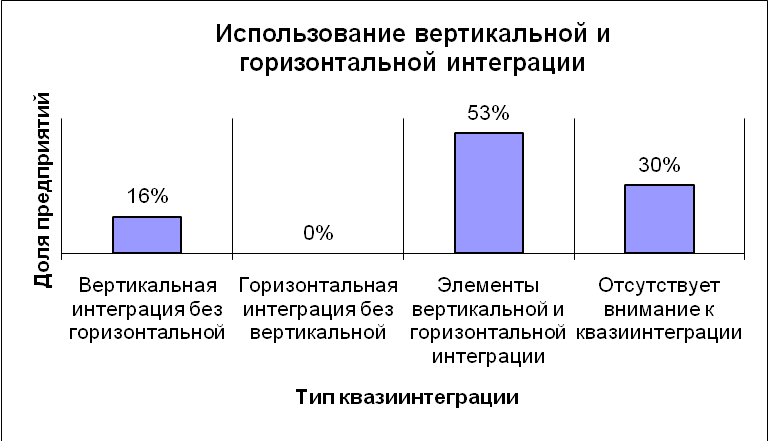 Использование вертикальной и
горизонтальной интеграции
Доля предприятий
16%
0%
53%
30%
Вертикальная
интеграция без
горизонтальной
Горизонтальная
интеграция без
вертикальной
Элементы
вертикальной и
горизонтальной
интеграции
Отсутствует
внимание к
квазиинтеграции
Тип квазиинтеграции